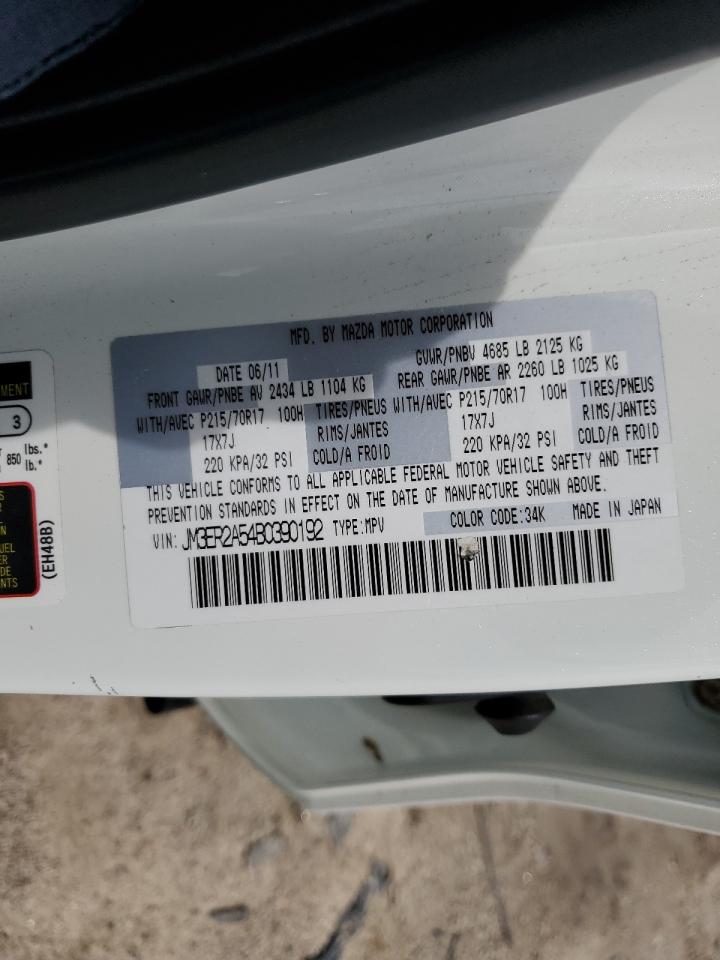 MFD. BY MAZDA MOTOR CORPORATION
DATE 06/11
GVWR/PNBV 4685 LB 2125 KG
FRONT GAWR/PNBE AV 2434 LB 1104 KG
REAR GAWR/PNBE AR 2260 LB 1025 KG
WITH/AVEC P215/70R17 100H TIRES/PNEUS
WITH/AVEC P215/70R17 100H TIRES/PNEUS
17X7J RIMS/JANTES
17X7J RIMS/JANTES
220 KPA/32 PSI COLD/A FROID
220 KPA/32 PSI COLD/A FROID
THIS VEHICLE CONFORMS TO ALL APPLICABLE FEDERAL MOTOR VEHICLE SAFETY AND THEFT
PREVENTION STANDARDS IN EFFECT ON THE DATE OF MANUFACTURE SHOWN ABOVE.
VIN: JM3ER2A54B0390192 TYPE:MPV
COLOR CODE:34K MADE IN JAPAN
MENT
3
850 lbs.*
lb.*
UEL
ER
DE
NTS
(EH48B)